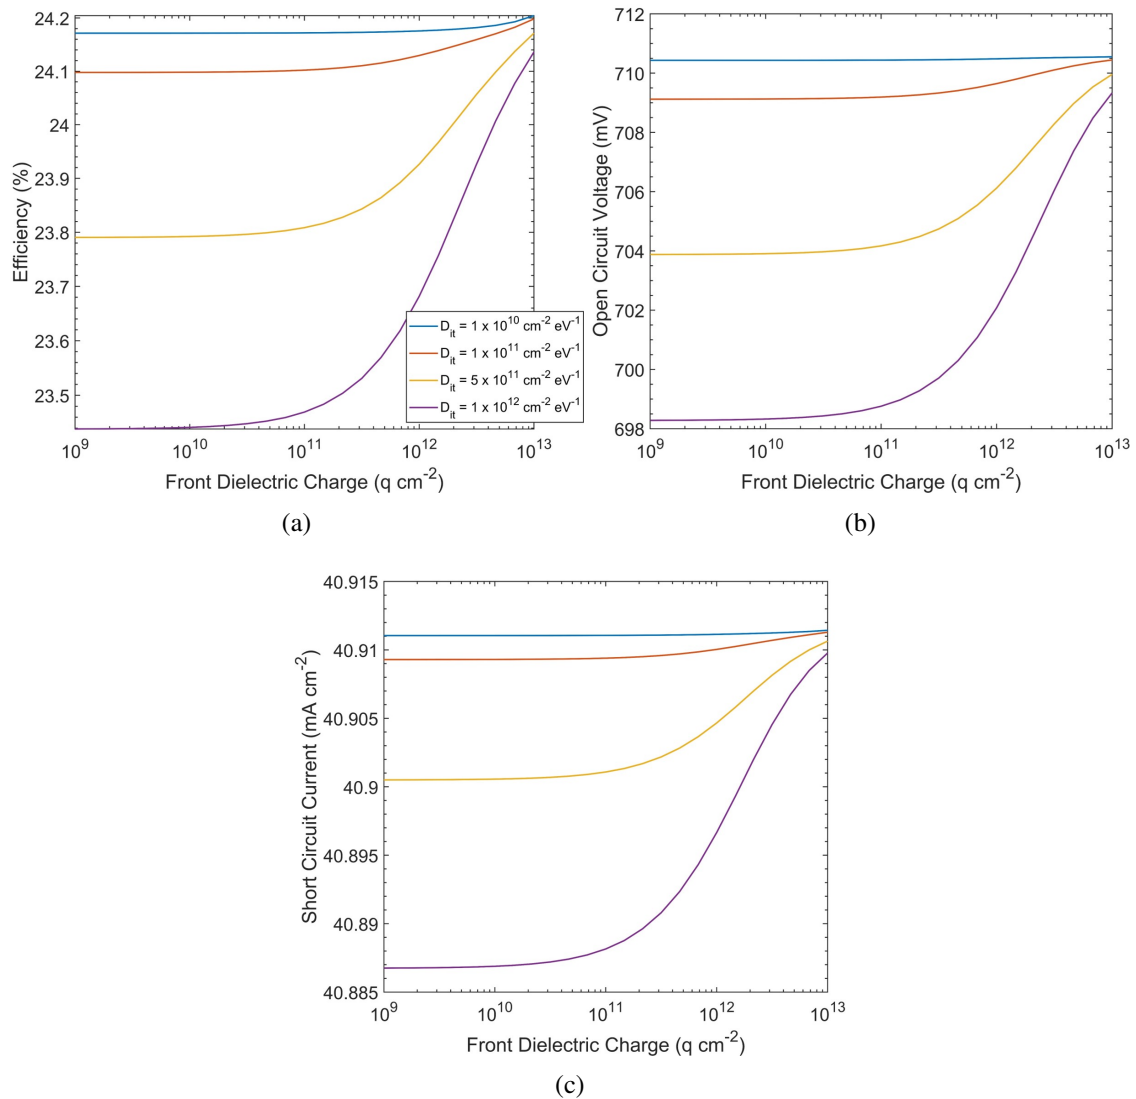 24.2
24.1
24
23.9
23.8
23.7
23.6
23.5
Efficiency (%)
10^9 10^10 10^11 10^12 10^13
Front Dielectric Charge (q cm^-2)
D_it = 1 x 10^10 cm^-2 eV^-1
D_it = 1 x 10^11 cm^-2 eV^-1
D_it = 5 x 10^11 cm^-2 eV^-1
D_it = 1 x 10^12 cm^-2 eV^-1
(a)
712
710
708
706
704
702
700
698
Open Circuit Voltage (mV)
10^9 10^10 10^11 10^12 10^13
Front Dielectric Charge (q cm^-2)
(b)
40.915
40.91
40.905
40.9
40.895
40.89
40.885
Short Circuit Current (mA cm^-2)
10^9 10^10 10^11 10^12 10^13
Front Dielectric Charge (q cm^-2)
(c)